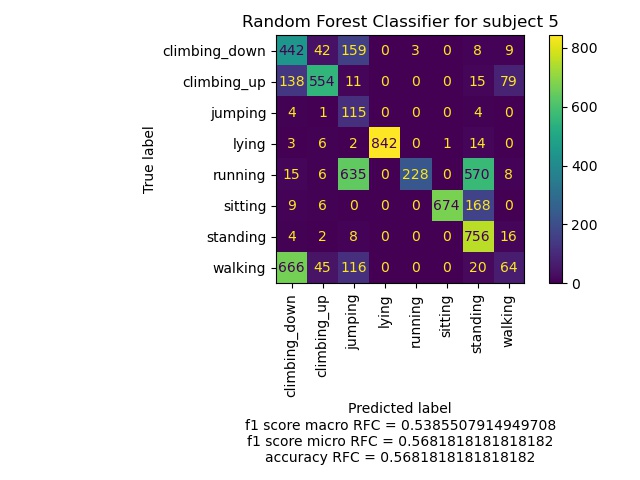 Random Forest Classifier for subject 5
climbing_down 442 42 159 0 3 0 8 9
climbing_up 138 554 11 0 0 0 15 79
jumping 4 1 115 0 0 0 4 0
lying 3 6 2 842 0 1 14 0
running 15 6 635 0 228 0 570 8
sitting 9 6 0 0 0 674 168 0
standing 4 2 8 0 0 0 756 16
walking 666 45 116 0 0 0 20 64
True label
climbing_down climbing_up jumping lying running sitting standing walking
Predicted label
800
600
400
200
0
f1 score macro RFC = 0.5385507914949708
f1 score micro RFC = 0.5681818181818182
accuracy RFC = 0.5681818181818182